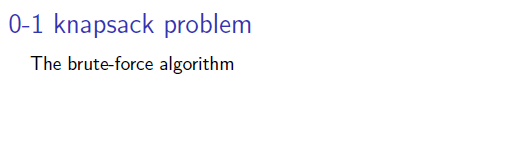 0-1 knapsack problem
The brute-force algorithm